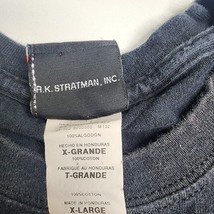 R.K. STRATMAN, INC.
100% ALGODON
HECHO EN HONDURAS
X-GRANDE
100% COTON
FABRIQUE AU HONDURAS
T-GRANDE
100% COTTON
MADE IN HONDURAS
X-LARGE